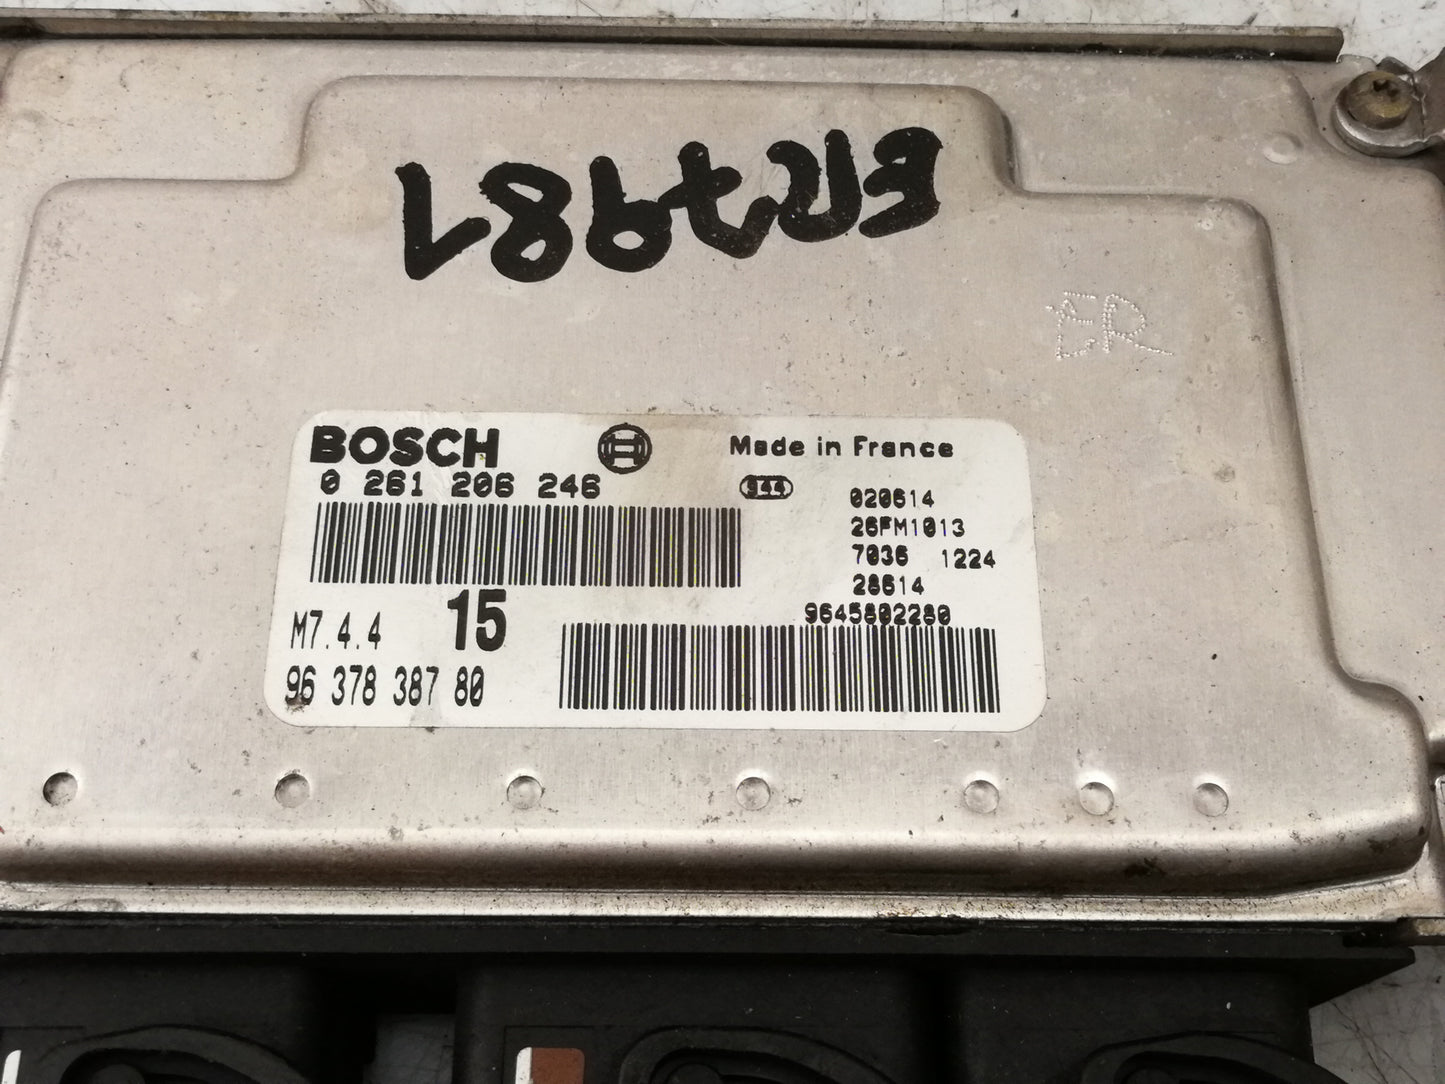 ER
BOSCH
Made in France
0 261 206 246
020614
26FM1013
7036 1224
28614
9645802280
M7.4.4 15
96 378 387 80